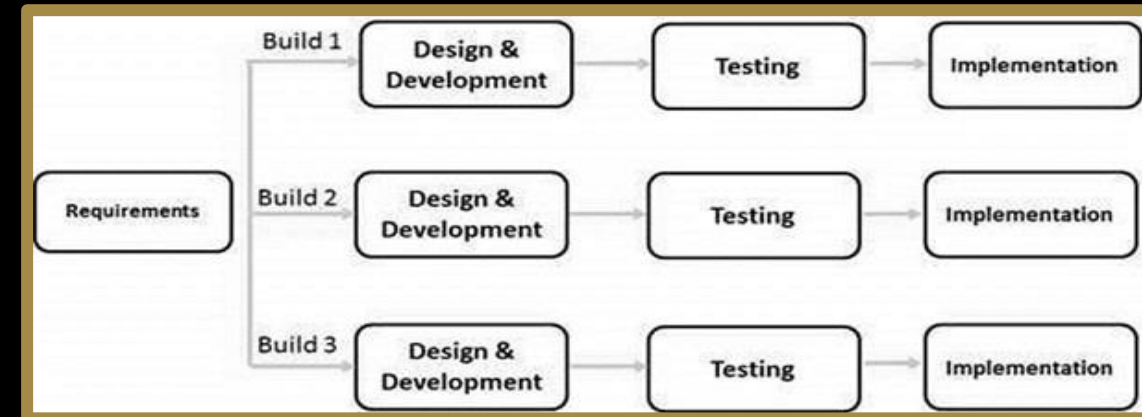 Build 1
Design &
Development
Testing
Implementation
Requirements
Build 2
Design &
Development
Testing
Implementation
Build 3
Design &
Development
Testing
Implementation